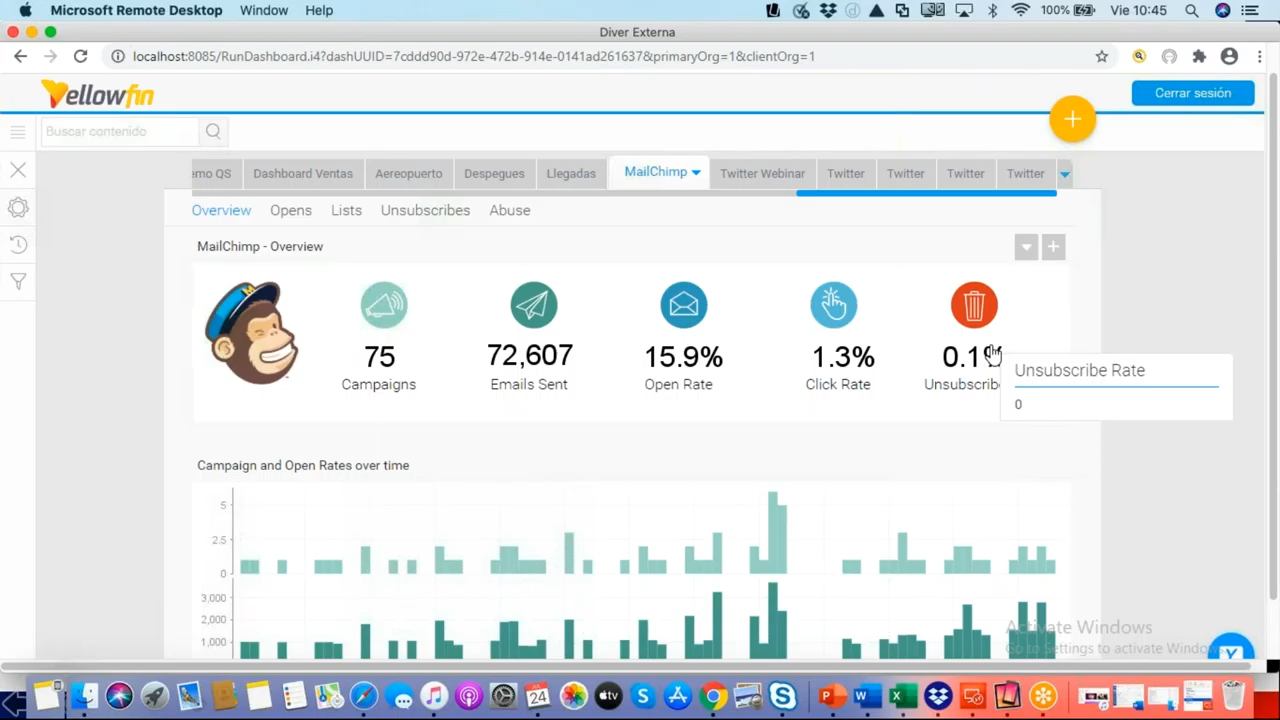 Microsoft Remote Desktop Window Help 100% Vie 10:45
Diver Externa
localhost:8085/RunDashboard.i4?dashUUID=7cddd90d-972e-472b-914e-0141ad261637&primaryOrg=1&clientOrg=1
Yellowfin
Cerrar sesión
+
Buscar contenido
mo QS Dashboard Ventas Aereopuerto Despegues Llegadas MailChimp Twitter Webinar Twitter Twitter Twitter Twitter
Overview Opens Lists Unsubscribes Abuse
MailChimp - Overview
75 72,607 15.9% 1.3% 0.1%
Campaigns Emails Sent Open Rate Click Rate Unsubscribe
Unsubscribe Rate
0
Campaign and Open Rates over time
5
2.5
0
3,000
2,000
1,000
Activate Windows
Go to Settings to activate Windows.
24
tv